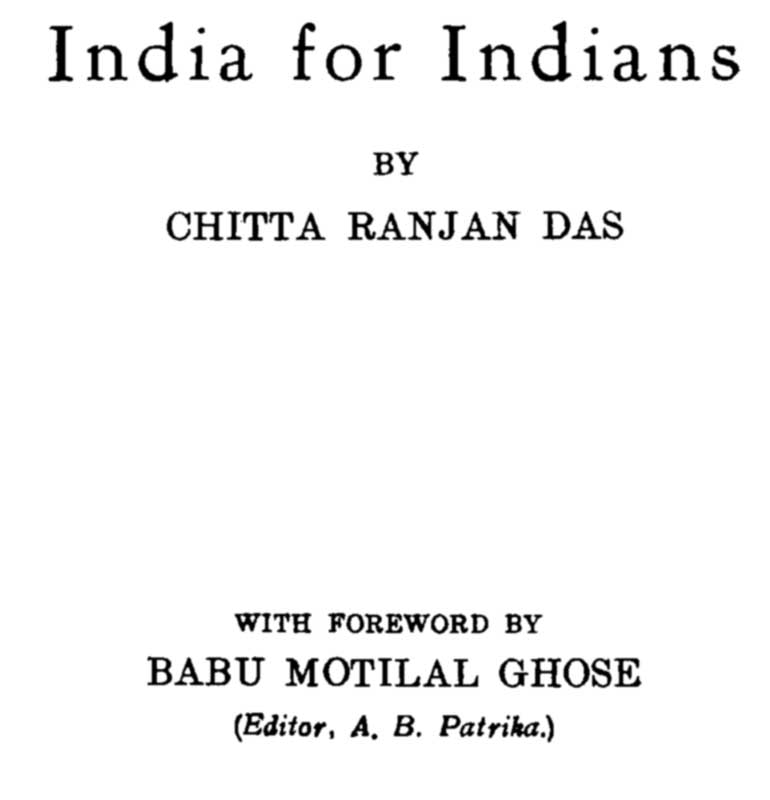 India for Indians
BY
CHITTA RANJAN DAS
WITH FOREWORD BY
BABU MOTILAL GHOSE
(Editor, A. B. Patrika.)